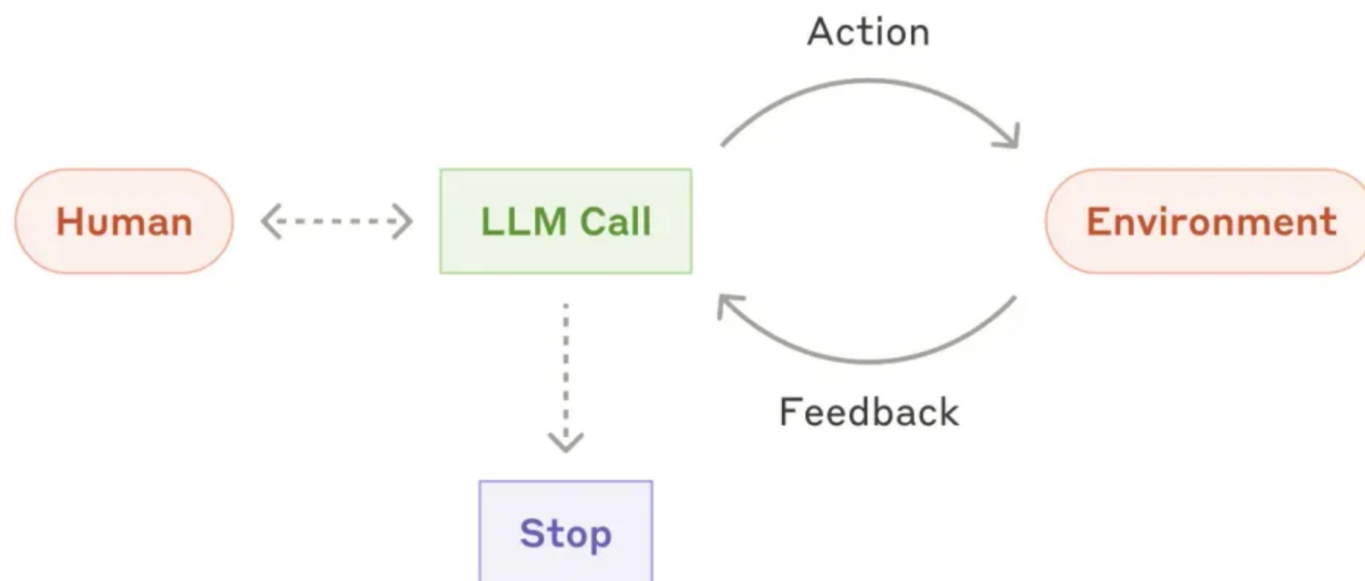 Action
Human
LLM Call
Environment
Feedback
Stop